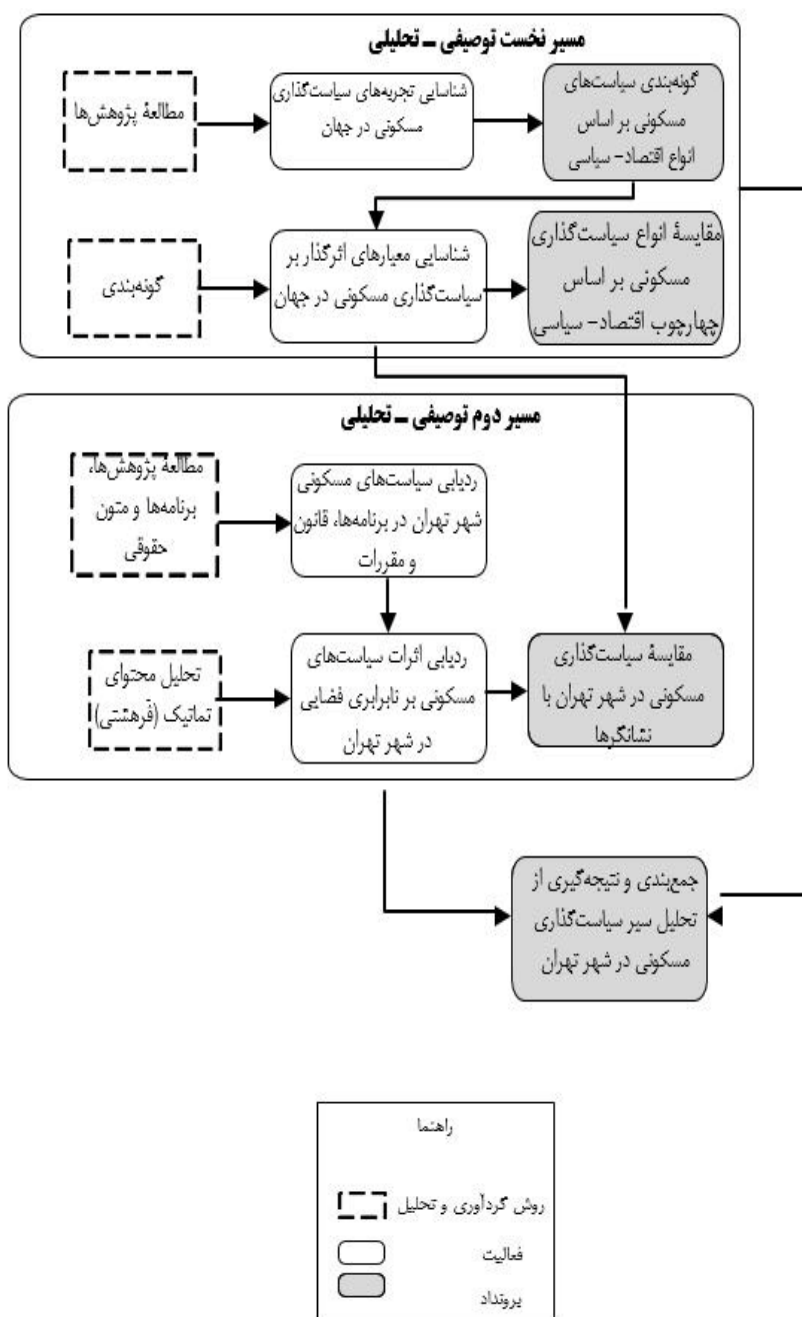 مسیر نخست توصیفی ــ تحلیلی
مطالعهٔ پژوهش‌ها
شناسایی تجربه‌های سیاست‌گذاری
مسکونی در جهان
گونه‌بندی سیاست‌های
مسکونی بر اساس
انواع اقتصاد- سیاسی
گونه‌بندی
شناسایی معیارهای اثرگذار بر
سیاست‌گذاری مسکونی در جهان
مقایسهٔ انواع سیاست‌گذاری
مسکونی بر اساس
چهارچوب اقتصاد- سیاسی
مسیر دوم توصیفی ــ تحلیلی
مطالعهٔ پژوهش‌ها،
برنامه‌ها و متون
حقوقی
ردیابی سیاست‌های مسکونی
شهر تهران در برنامه‌ها، قانون
و مقررات
تحلیل محتوای
تماتیک (فَرهشتی)
ردیابی اثرات سیاست‌های
مسکونی بر نابرابری فضایی
در شهر تهران
مقایسهٔ سیاست‌گذاری
مسکونی در شهر تهران با
نشانگرها
جمع‌بندی و نتیجه‌گیری از
تحلیل سیر سیاست‌گذاری
مسکونی در شهر تهران
راهنما
روش گردآوری و تحلیل
فعالیت
برونداد